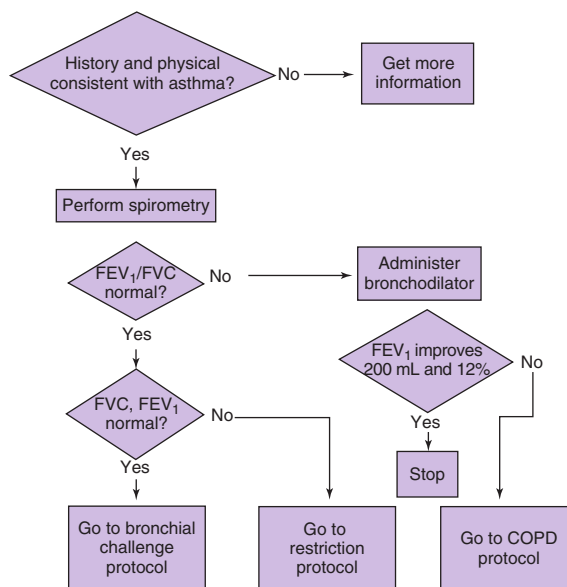 History and physical
consistent with asthma?
No
Get more
information
Yes
Perform spirometry
FEV₁/FVC
normal?
No
Administer
bronchodilator
Yes
FEV₁ improves
200 mL and 12%
No
FVC, FEV₁
normal?
No
Yes
Stop
Yes
Go to bronchial
challenge
protocol
Go to
restriction
protocol
Go to COPD
protocol